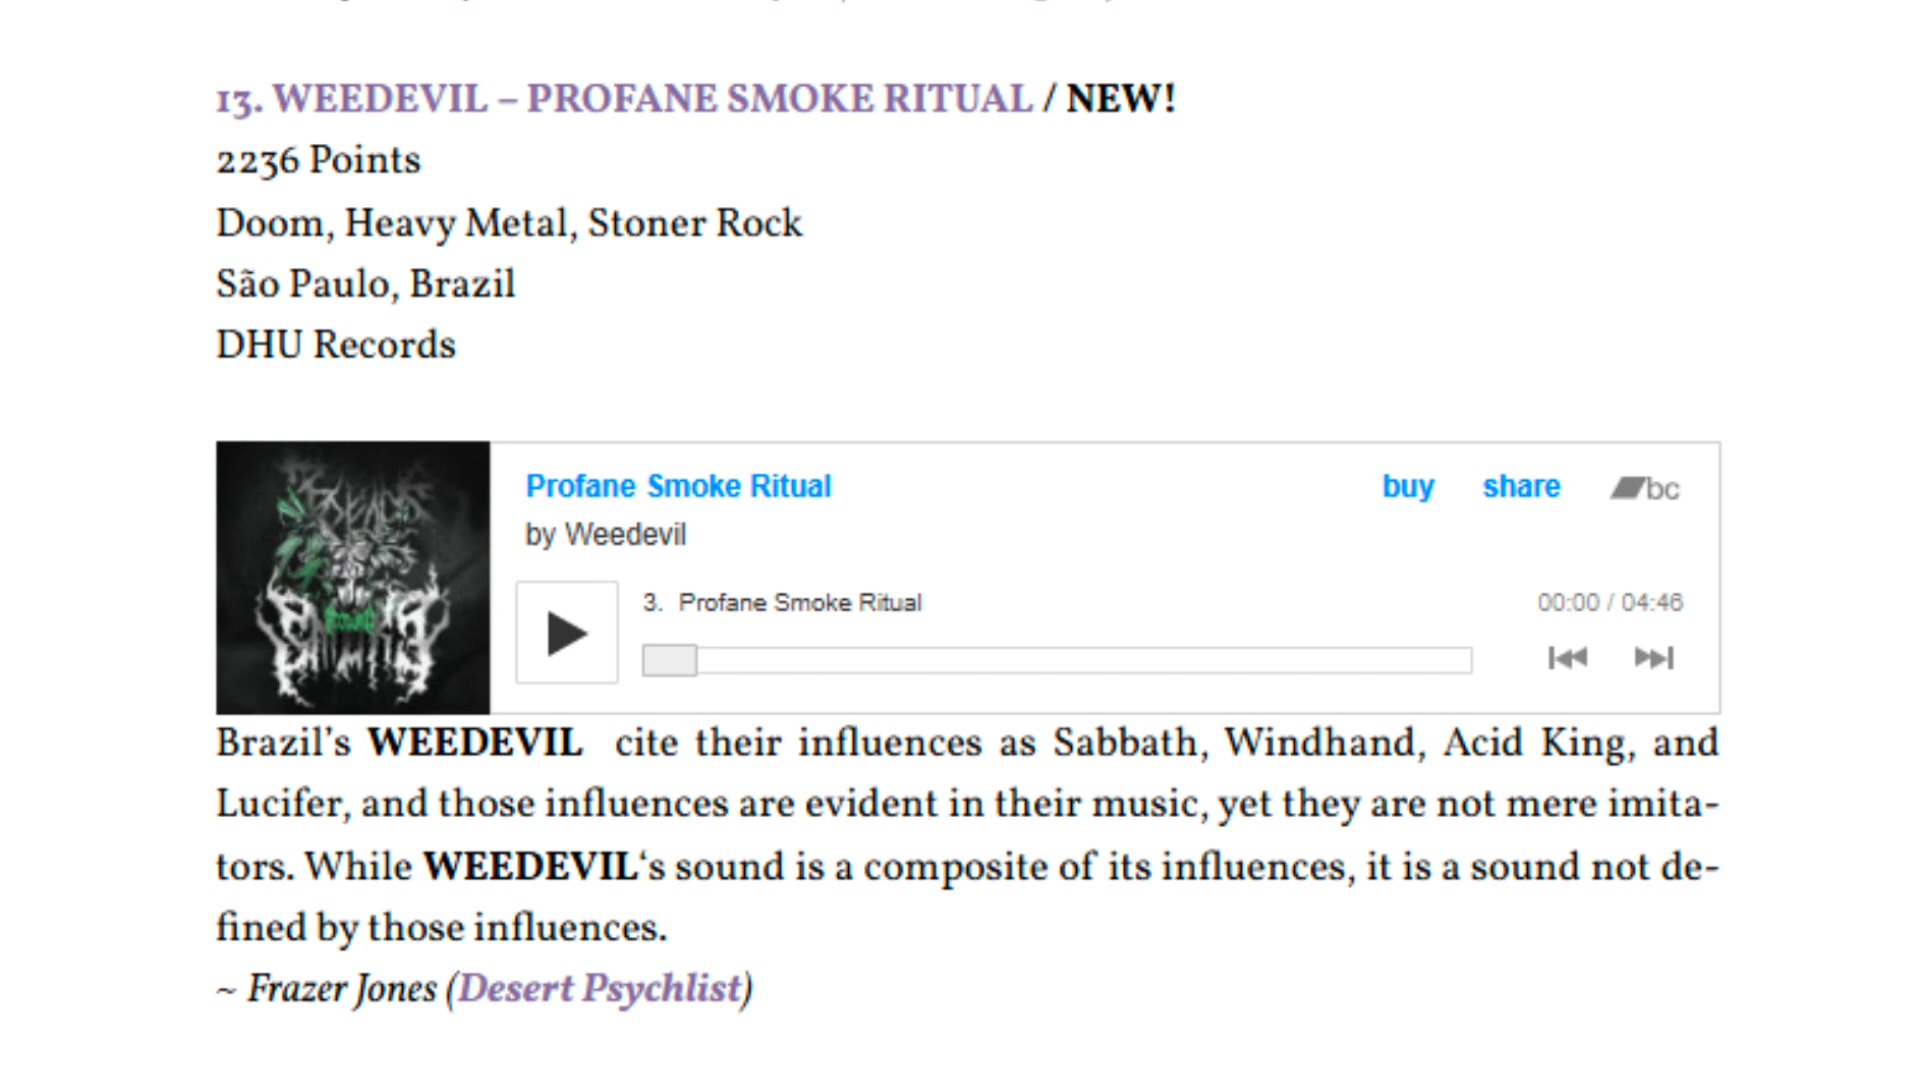 13. WEEDEVIL – PROFANE SMOKE RITUAL / NEW!
2236 Points
Doom, Heavy Metal, Stoner Rock
São Paulo, Brazil
DHU Records
Profane Smoke Ritual
buy share bc
by Weedevil
3. Profane Smoke Ritual
00:00 / 04:46
Brazil’s WEEDEVIL cite their influences as Sabbath, Windhand, Acid King, and
Lucifer, and those influences are evident in their music, yet they are not mere imita-
tors. While WEEDEVIL‘s sound is a composite of its influences, it is a sound not de-
fined by those influences.
~ Frazer Jones (Desert Psychlist)